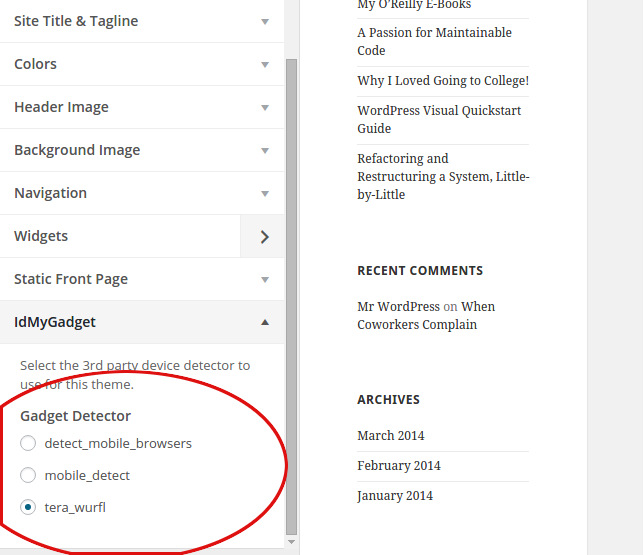 Site Title & Tagline
Colors
Header Image
Background Image
Navigation
Widgets
Static Front Page
IdMyGadget
Select the 3rd party device detector to
use for this theme.
Gadget Detector
detect_mobile_browsers
mobile_detect
tera_wurfl
My O’Reilly E-Books
A Passion for Maintainable
Code
Why I Loved Going to College!
WordPress Visual Quickstart
Guide
Refactoring and
Restructuring a System, Little-
by-Little
RECENT COMMENTS
Mr WordPress on When
Coworkers Complain
ARCHIVES
March 2014
February 2014
January 2014